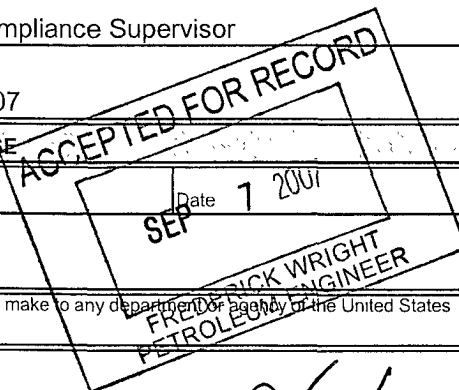 mpliance Supervisor
07
ACCEPTED FOR RECORD
Date
SEP 7 2007
FREDERICK WRIGHT
PETROLEUM ENGINEER
make to any department or agency of the United States